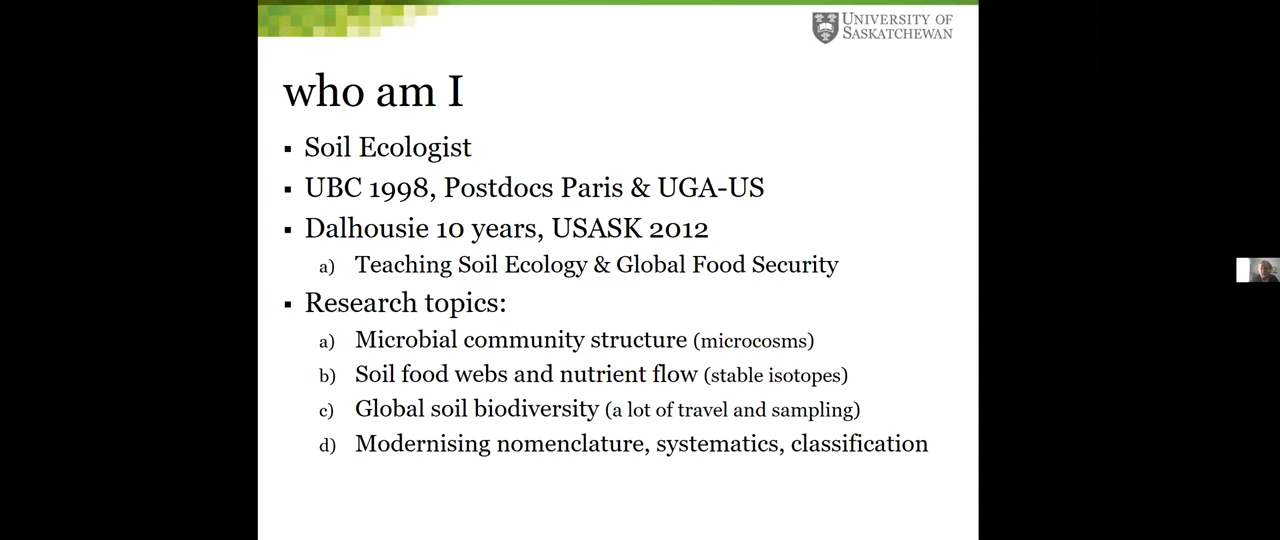 UNIVERSITY OF
SASKATCHEWAN
who am I
▪ Soil Ecologist
▪ UBC 1998, Postdocs Paris & UGA-US
▪ Dalhousie 10 years, USASK 2012
a) Teaching Soil Ecology & Global Food Security
▪ Research topics:
a) Microbial community structure (microcosms)
b) Soil food webs and nutrient flow (stable isotopes)
c) Global soil biodiversity (a lot of travel and sampling)
d) Modernising nomenclature, systematics, classification